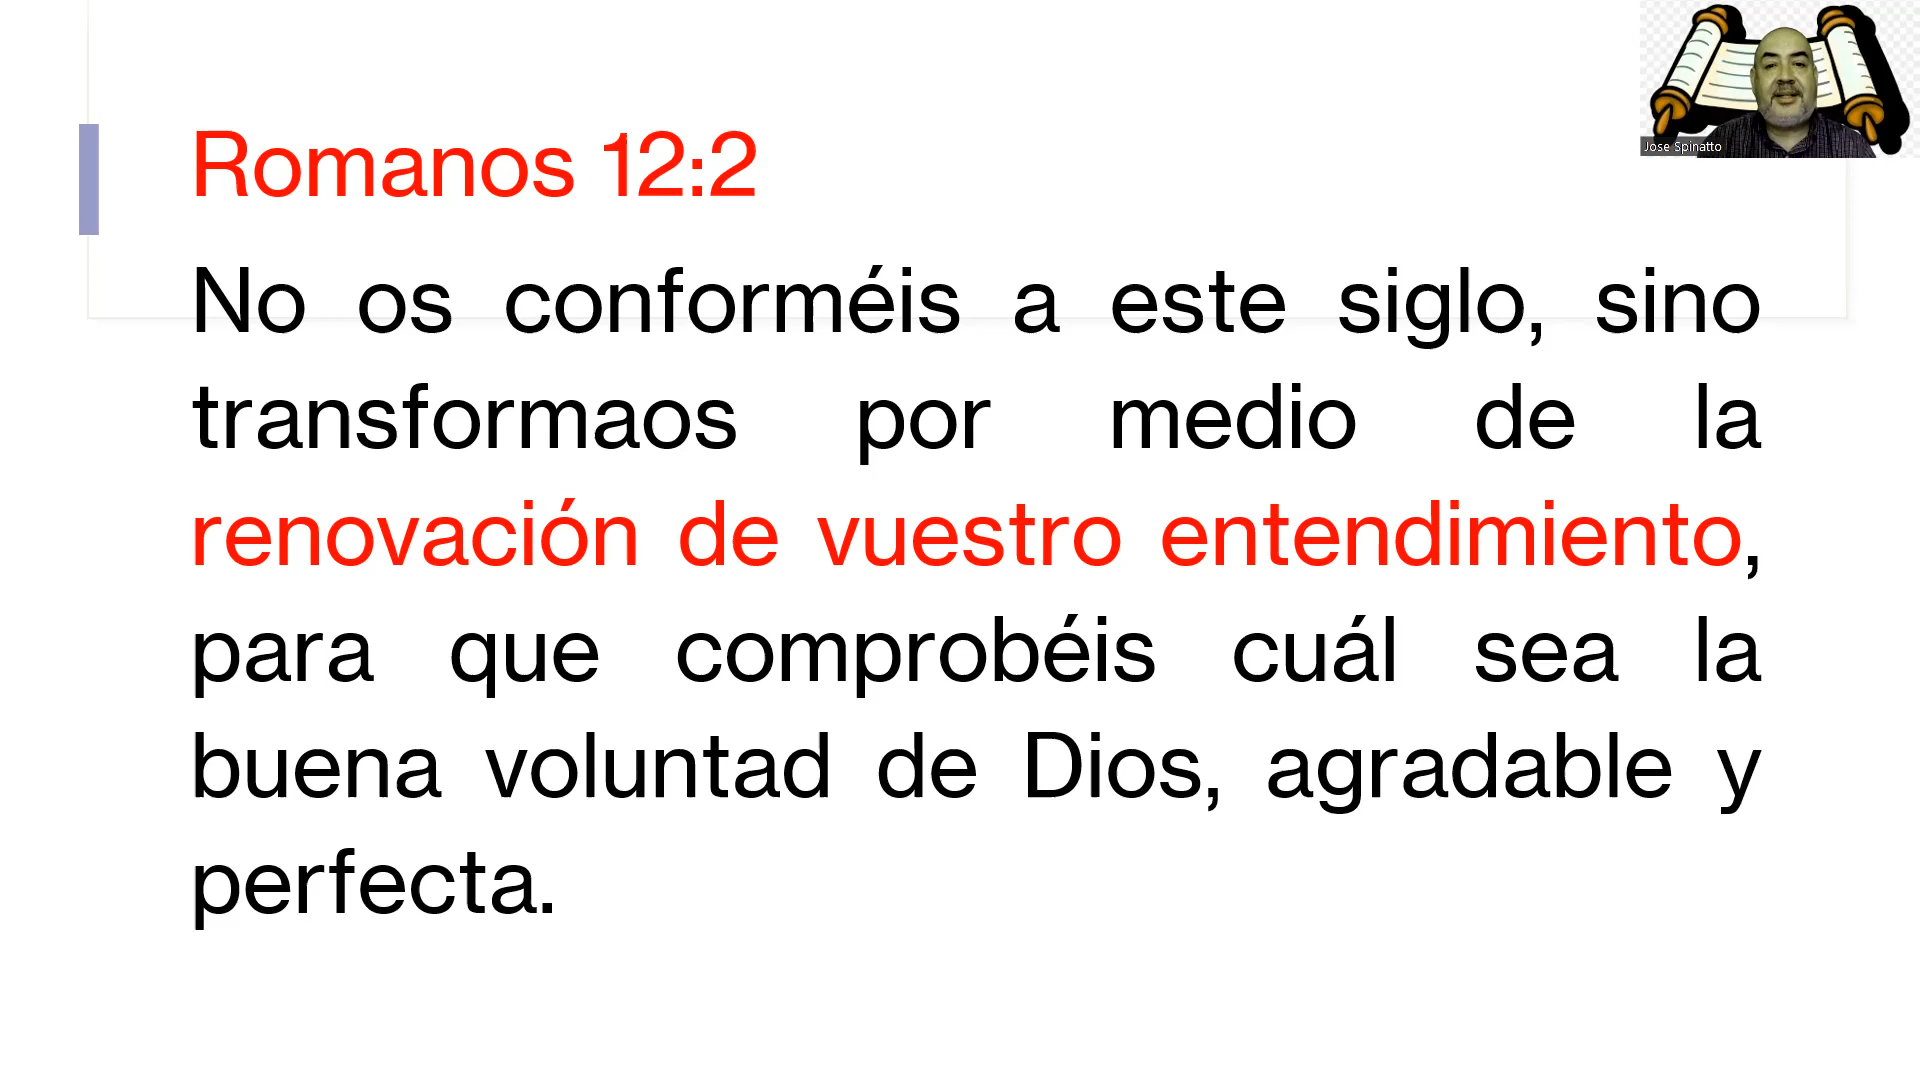 Jose Spinatto
Romanos 12:2
No os conforméis a este siglo, sino
transformaos por medio de la
renovación de vuestro entendimiento,
para que comprobéis cuál sea la
buena voluntad de Dios, agradable y
perfecta.